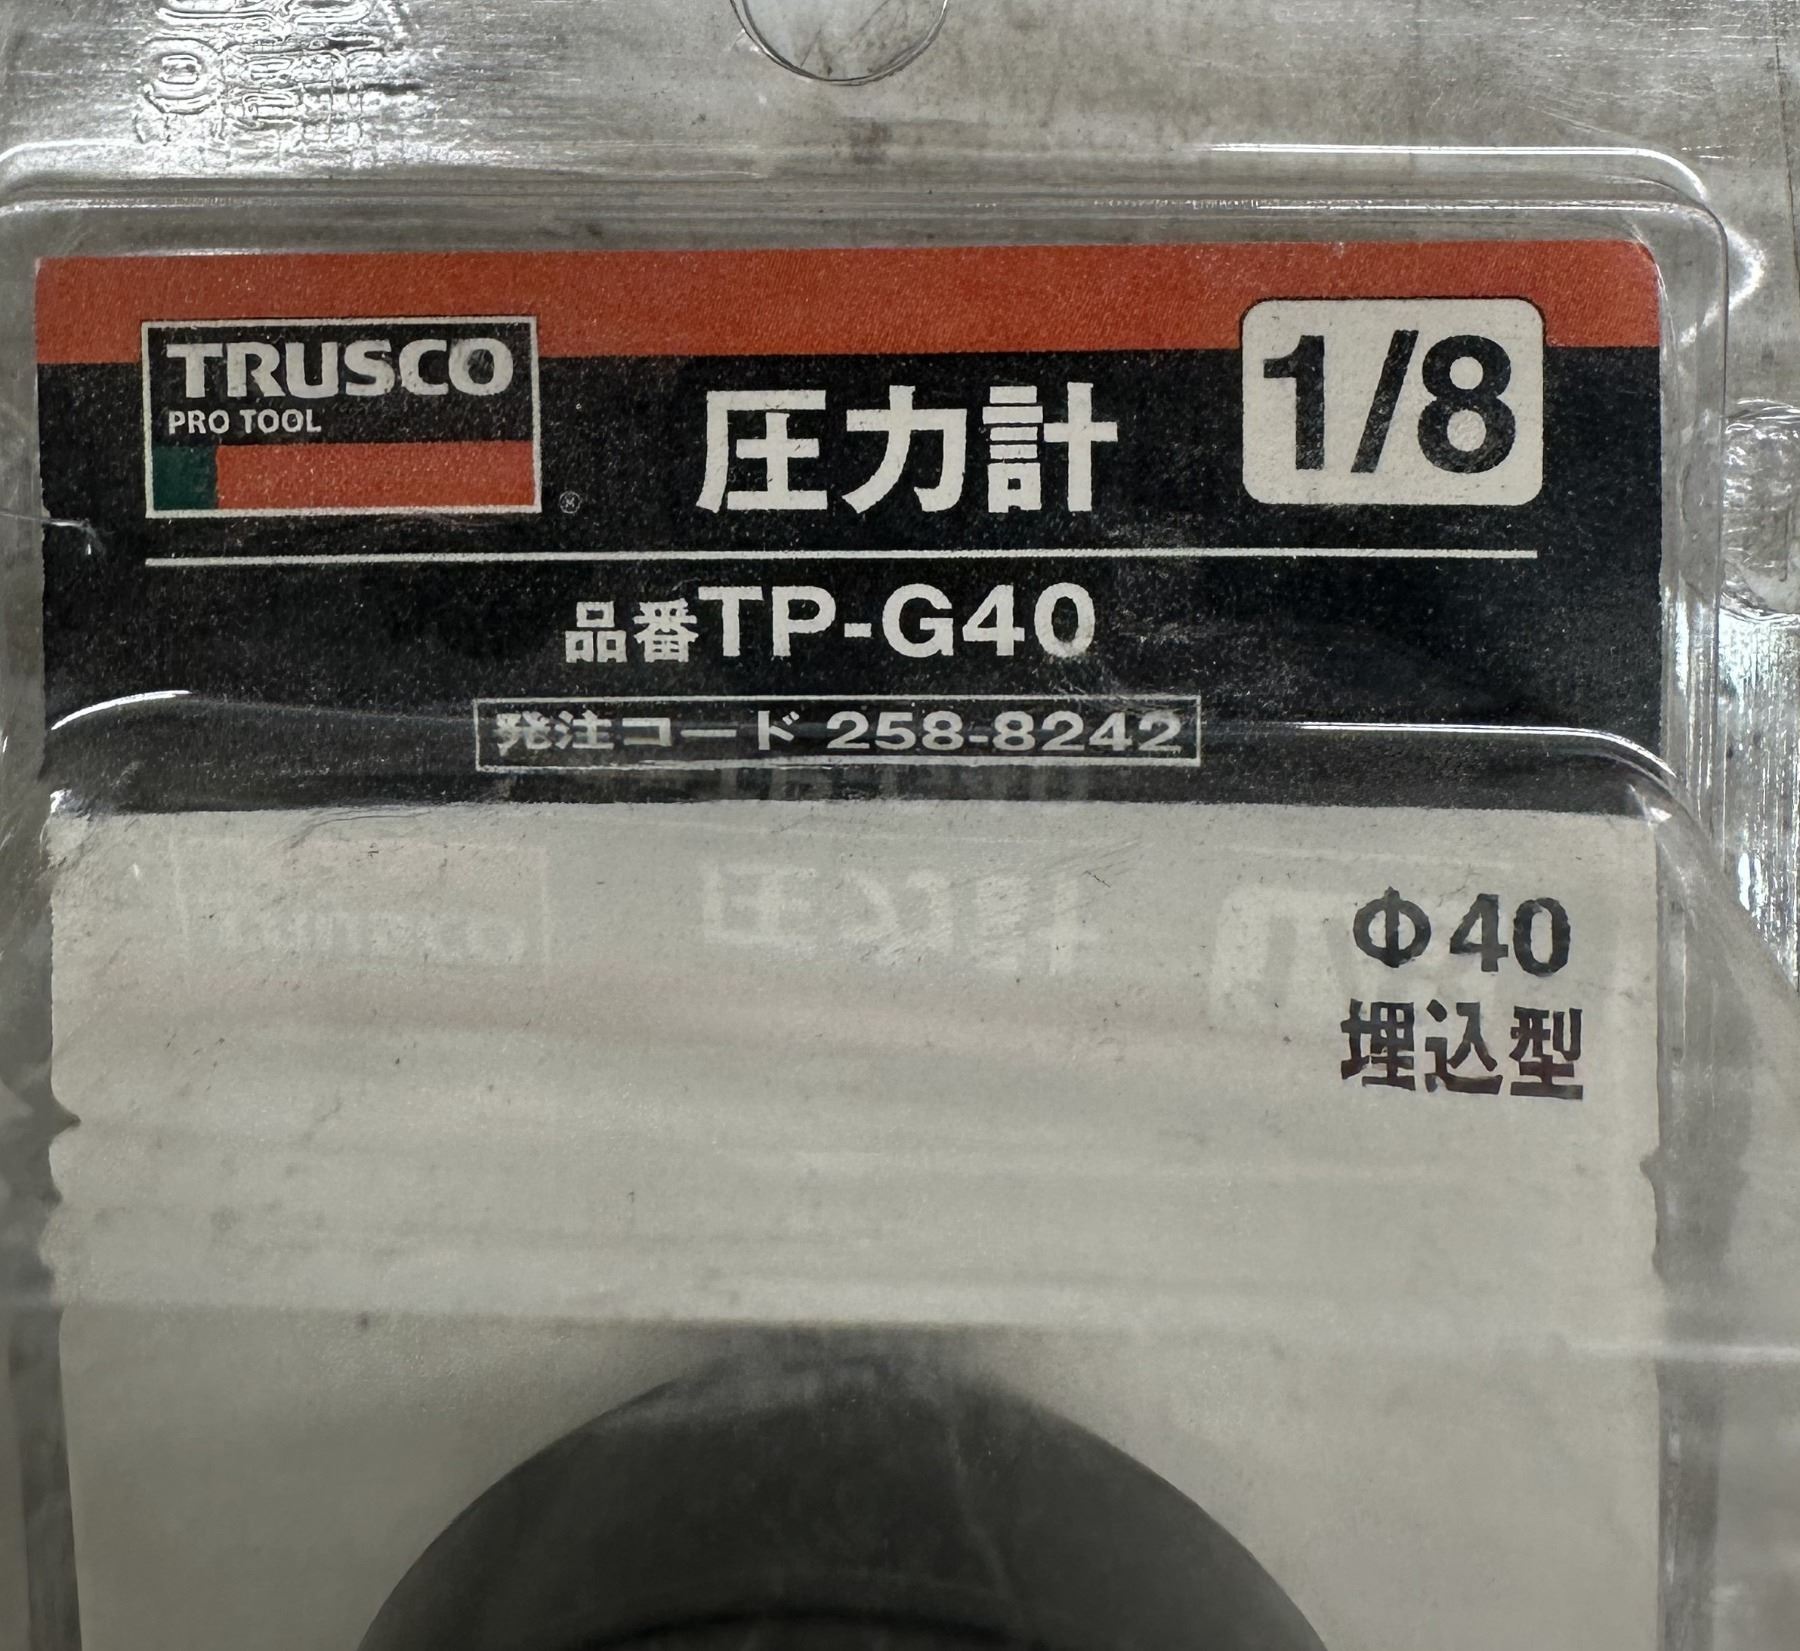 TRUSCO
PRO TOOL
圧力計
1/8
品番TP-G40
発注コード 258-8242
Φ40
埋込型